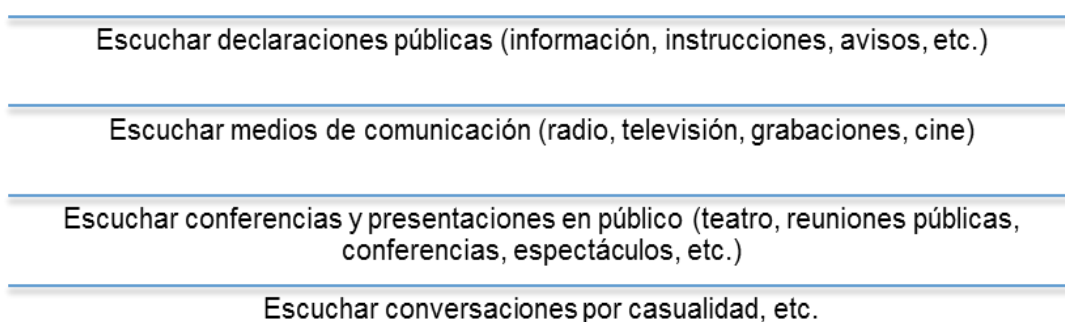 Escuchar declaraciones públicas (información, instrucciones, avisos, etc.)
Escuchar medios de comunicación (radio, televisión, grabaciones, cine)
Escuchar conferencias y presentaciones en público (teatro, reuniones públicas,
conferencias, espectáculos, etc.)
Escuchar conversaciones por casualidad, etc.